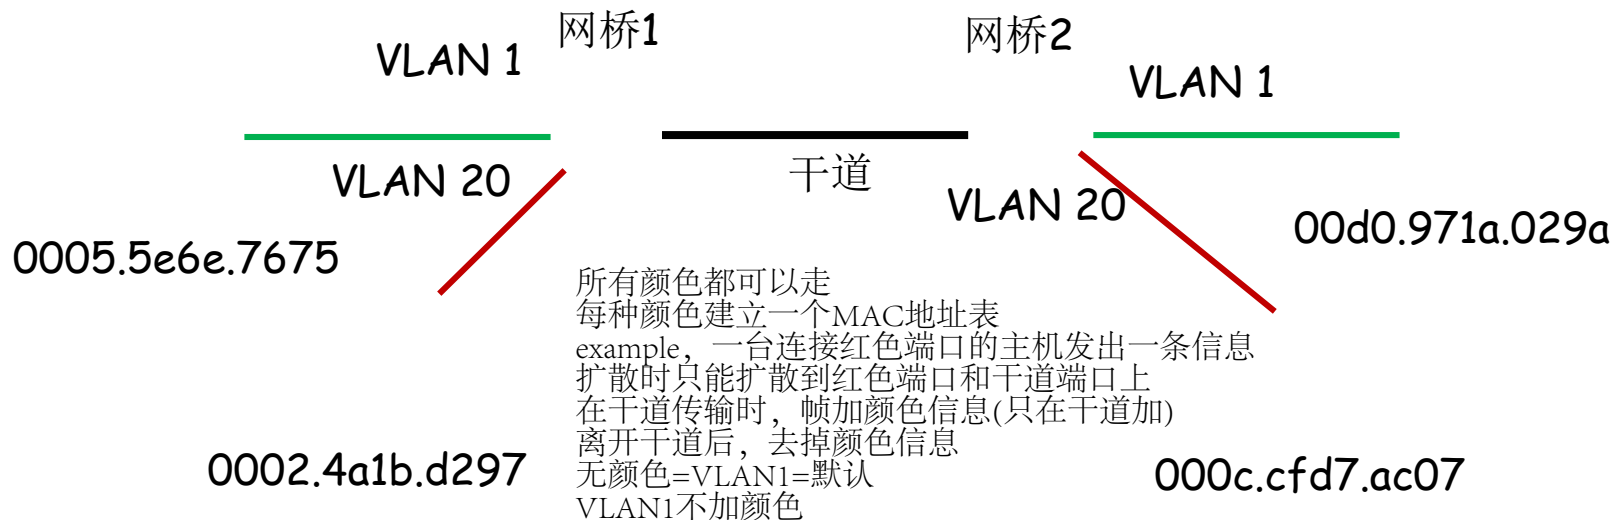 网桥1
网桥2
VLAN 1
VLAN 1
干道
VLAN 20
VLAN 20
0005.5e6e.7675
00d0.971a.029a
所有颜色都可以走
每种颜色建立一个MAC地址表
example，一台连接红色端口的主机发出一条信息
扩散时只能扩散到红色端口和干道端口上
在干道传输时，帧加颜色信息(只在干道加)
离开干道后，去掉颜色信息
无颜色=VLAN1=默认
VLAN1不加颜色
0002.4a1b.d297
000c.cfd7.ac07